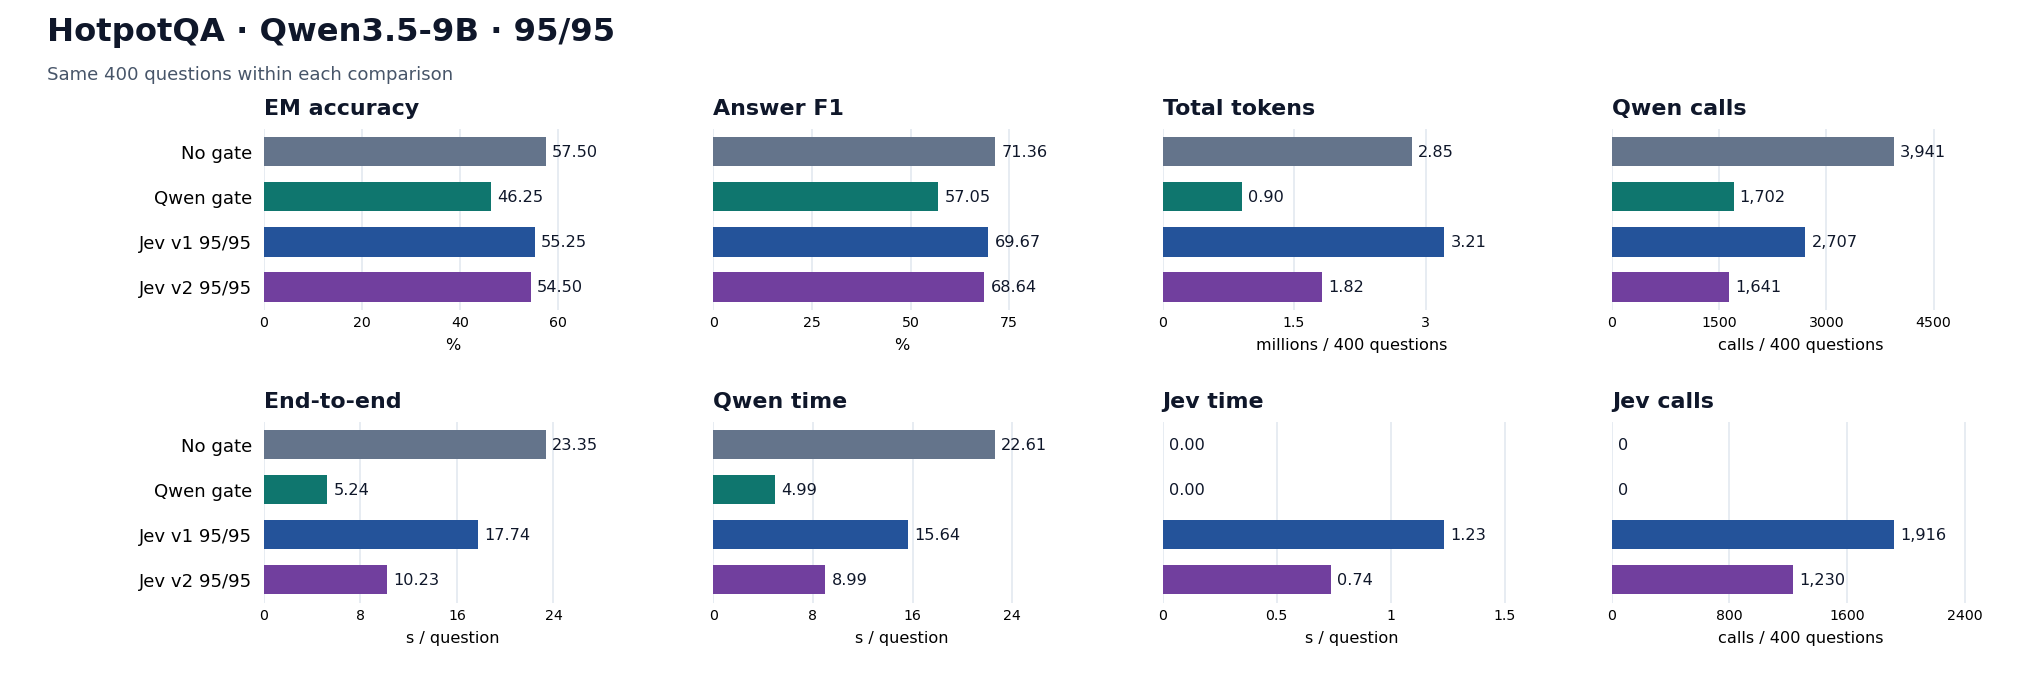 HotpotQA · Qwen3.5-9B · 95/95
Same 400 questions within each comparison
EM accuracy
No gate 57.50
Qwen gate 46.25
Jev v1 95/95 55.25
Jev v2 95/95 54.50
0 20 40 60
%
Answer F1
71.36
57.05
69.67
68.64
0 25 50 75
%
Total tokens
2.85
0.90
3.21
1.82
0 1.5 3
millions / 400 questions
Qwen calls
3,941
1,702
2,707
1,641
0 1500 3000 4500
calls / 400 questions
End-to-end
No gate 23.35
Qwen gate 5.24
Jev v1 95/95 17.74
Jev v2 95/95 10.23
0 8 16 24
s / question
Qwen time
22.61
4.99
15.64
8.99
0 8 16 24
s / question
Jev time
0.00
0.00
1.23
0.74
0 0.5 1 1.5
s / question
Jev calls
0
0
1,916
1,230
0 800 1600 2400
calls / 400 questions